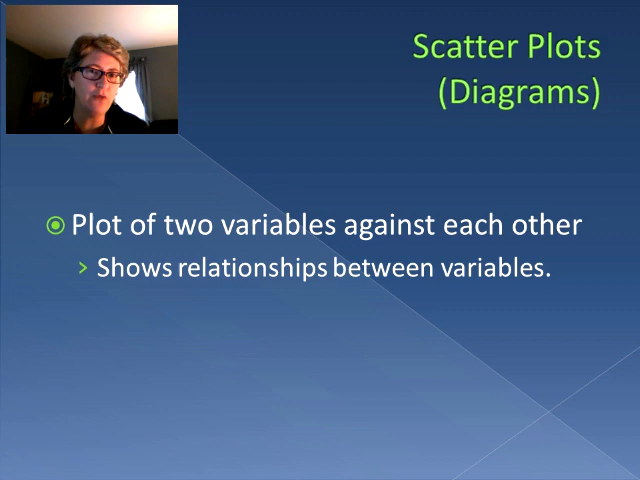 Scatter Plots
(Diagrams)
Plot of two variables against each other
Shows relationships between variables.